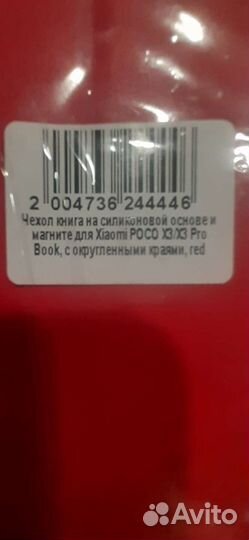 2 004736 244446
Чехол книга на силиконовой основе и
магните для Xiaomi POCO X3/X3 Pro
Book, с округленными краями, red
Avito